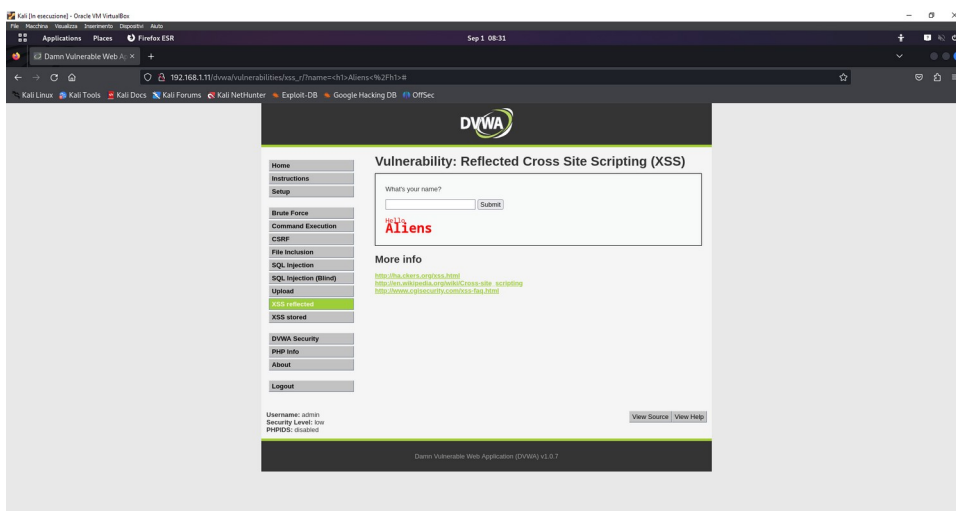 Kali [In esecuzione] - Oracle VM VirtualBox
File Macchina Visualizza Inserimento Dispositivi Aiuto
Applications Places Firefox ESR Sep 1 08:31
Damn Vulnerable Web Ap
192.168.1.11/dvwa/vulnerabilities/xss_r/?name=<h1>Aliens<%2Fh1>#
Kali Linux Kali Tools Kali Docs Kali Forums Kali NetHunter Exploit-DB Google Hacking DB OffSec
DVWA
Home
Instructions
Setup
Brute Force
Command Execution
CSRF
File Inclusion
SQL Injection
SQL Injection (Blind)
Upload
XSS reflected
XSS stored
DVWA Security
PHP Info
About
Logout
Vulnerability: Reflected Cross Site Scripting (XSS)
What's your name?
Submit
Hello
Aliens
More info
http://ha.ckers.org/xss.html
http://en.wikipedia.org/wiki/Cross-site_scripting
http://www.cgisecurity.com/xss-faq.html
Username: admin
Security Level: low
PHPIDS: disabled
View Source View Help
Damn Vulnerable Web Application (DVWA) v1.0.7